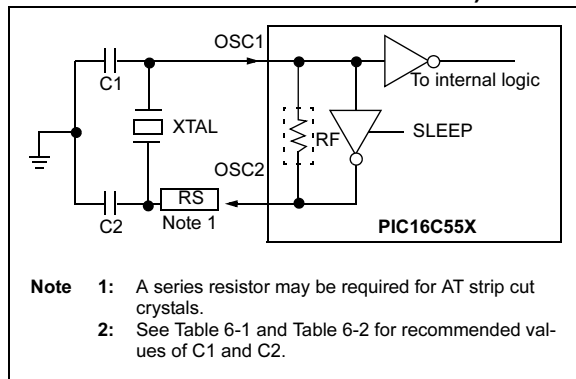 OSC1
C1
To internal logic
XTAL
SLEEP
RF
OSC2
RS
C2
Note 1
PIC16C55X
Note 1: A series resistor may be required for AT strip cut
crystals.
2: See Table 6-1 and Table 6-2 for recommended val-
ues of C1 and C2.